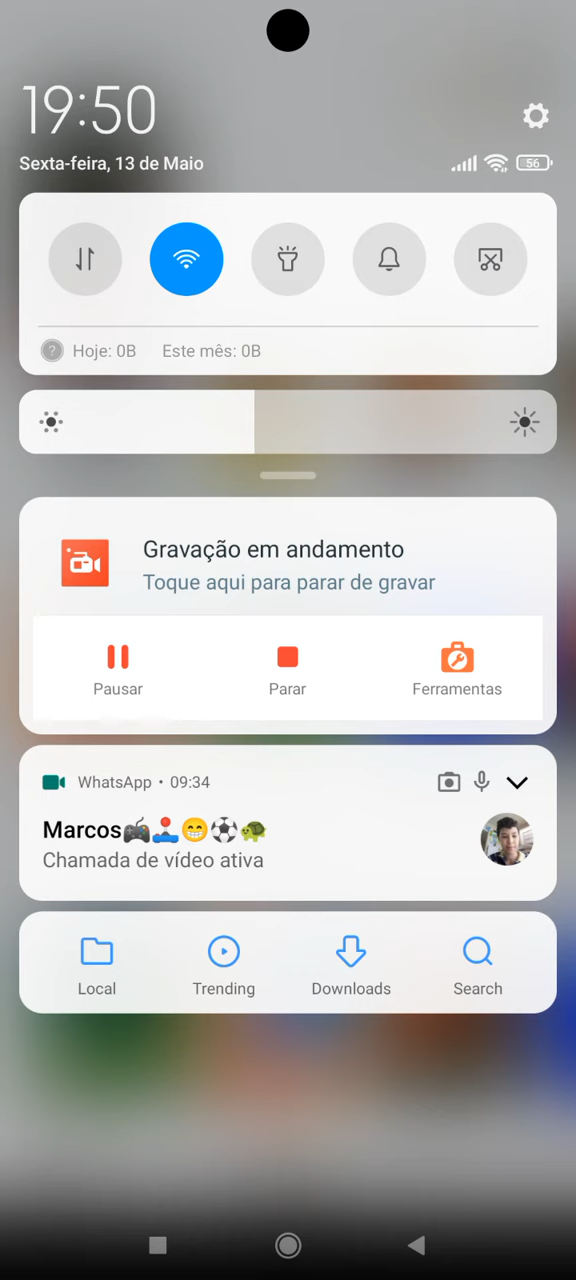 19:50
Sexta-feira, 13 de Maio
56
Hoje: 0B Este mês: 0B
Gravação em andamento
Toque aqui para parar de gravar
Pausar Parar Ferramentas
WhatsApp • 09:34
Marcos🎮🕹️😁⚽🐢
Chamada de vídeo ativa
Local Trending Downloads Search